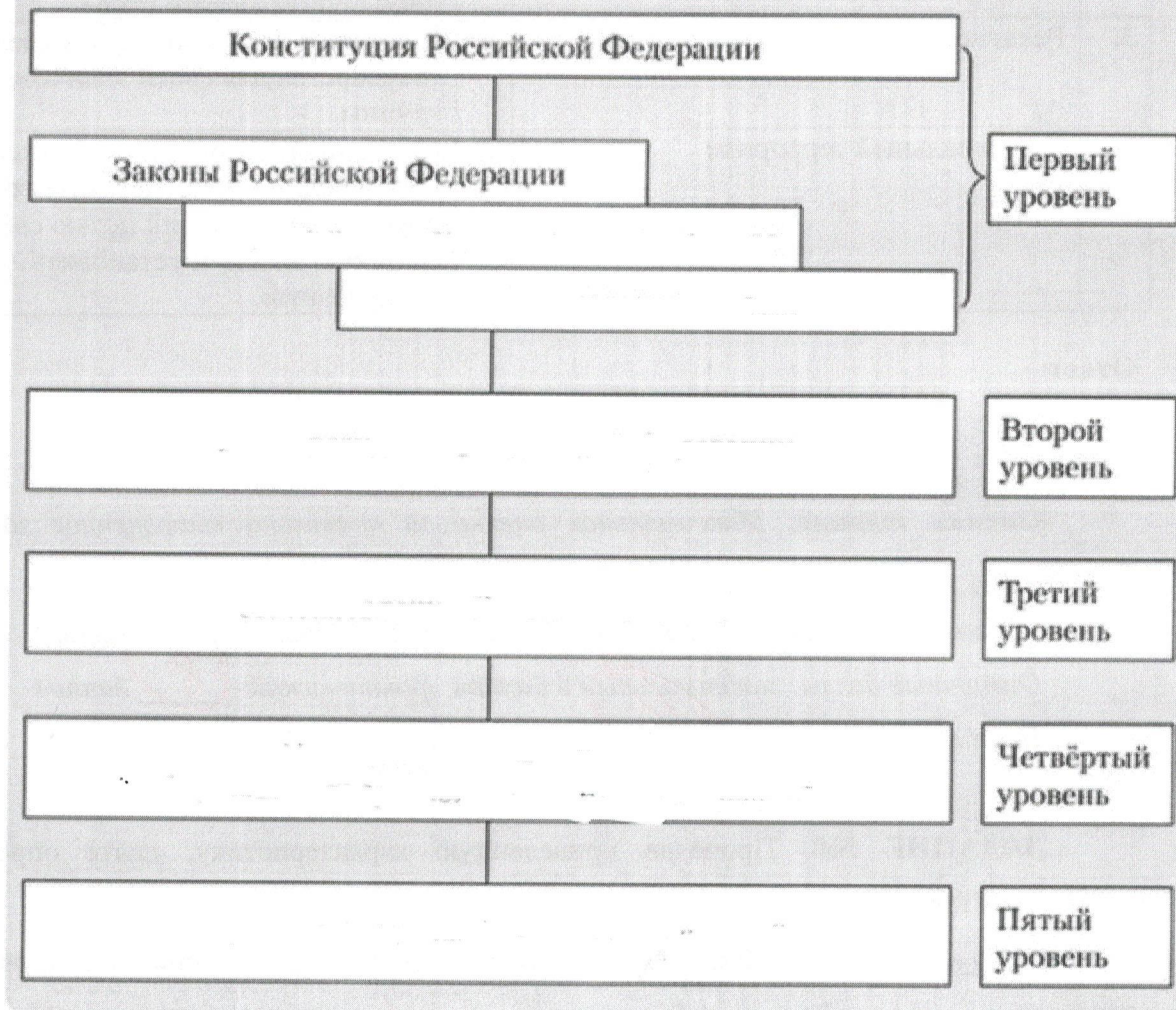 Конституция Российской Федерации
Законы Российской Федерации
Первый
уровень
Второй
уровень
Третий
уровень
Четвёртый
уровень
Пятый
уровень